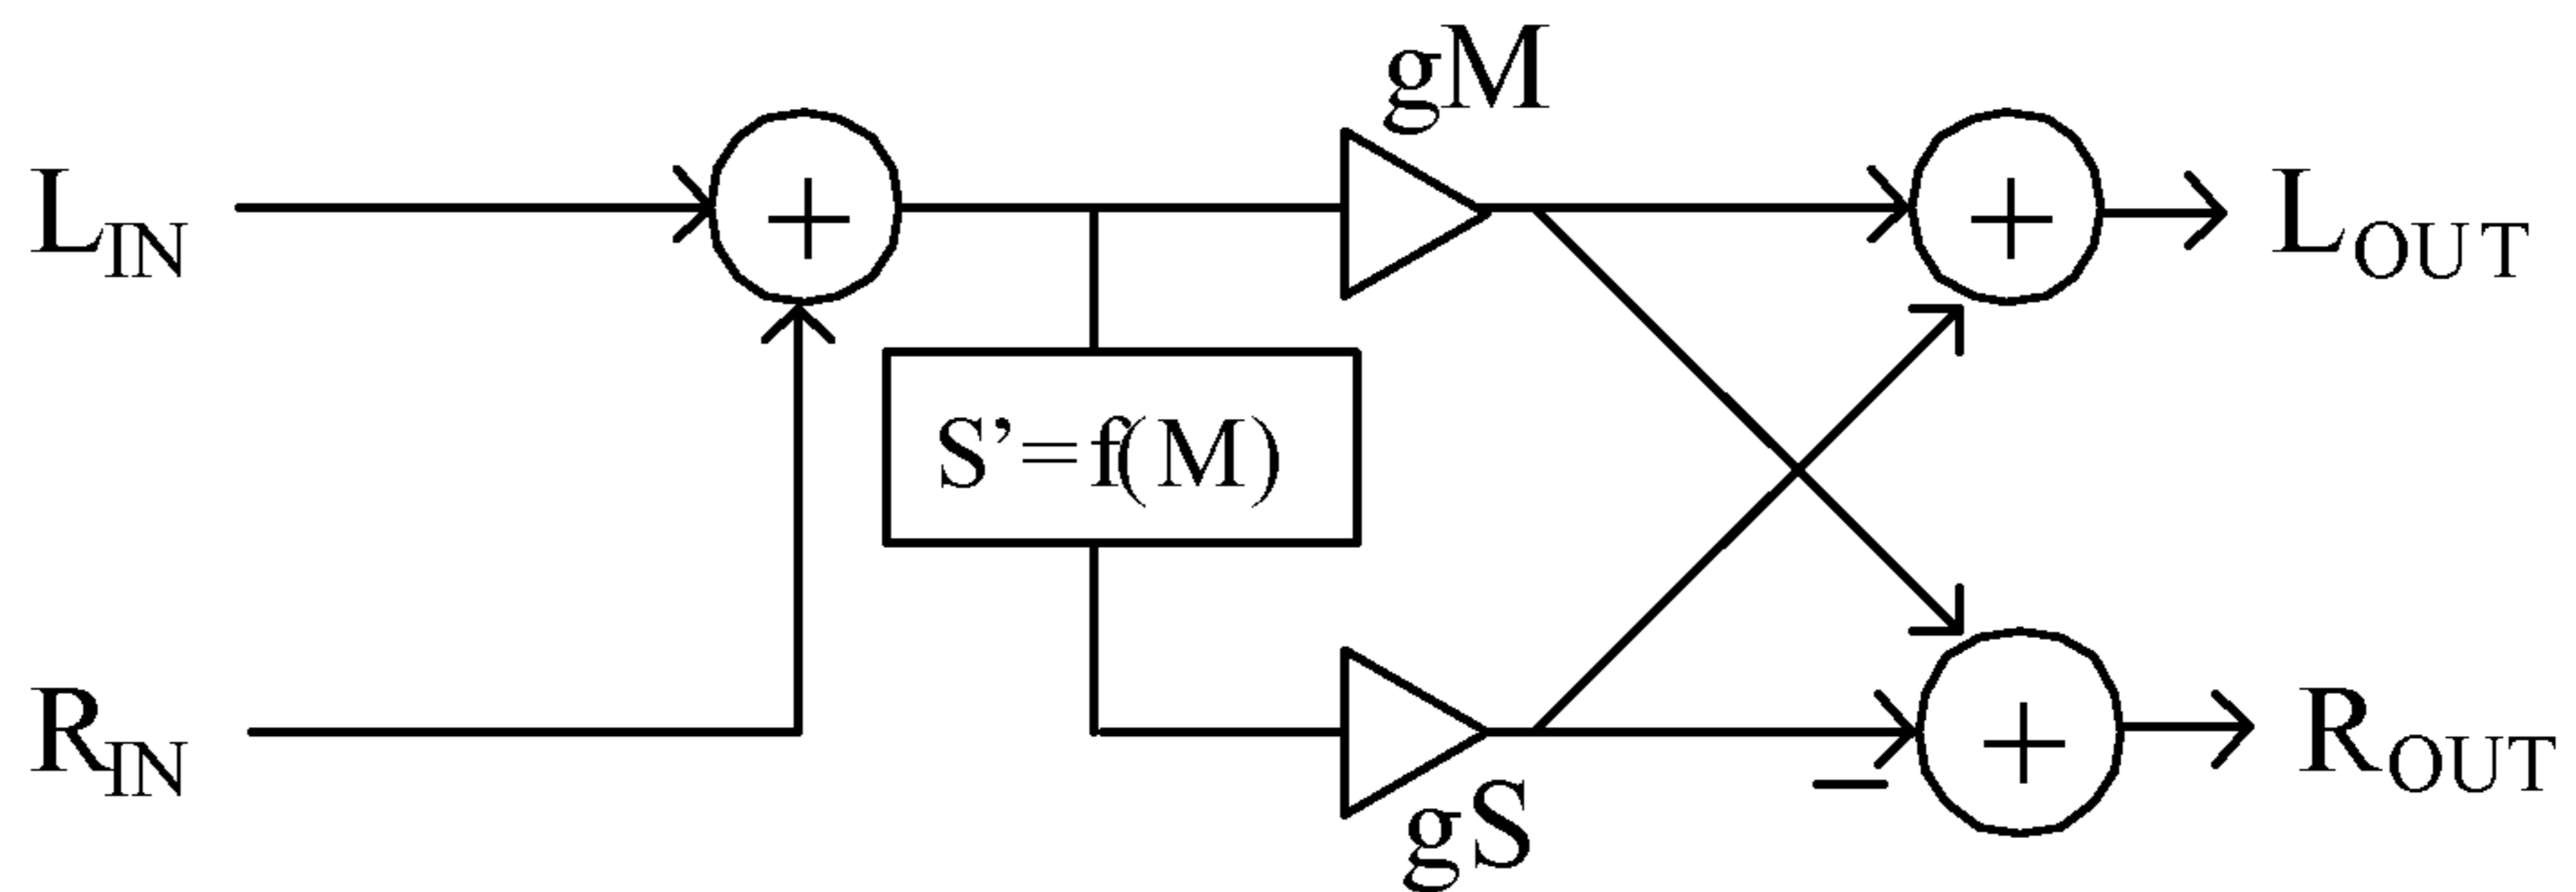 gM
L_IN + + L_OUT
S’=f(M)
R_IN − + R_OUT
gS